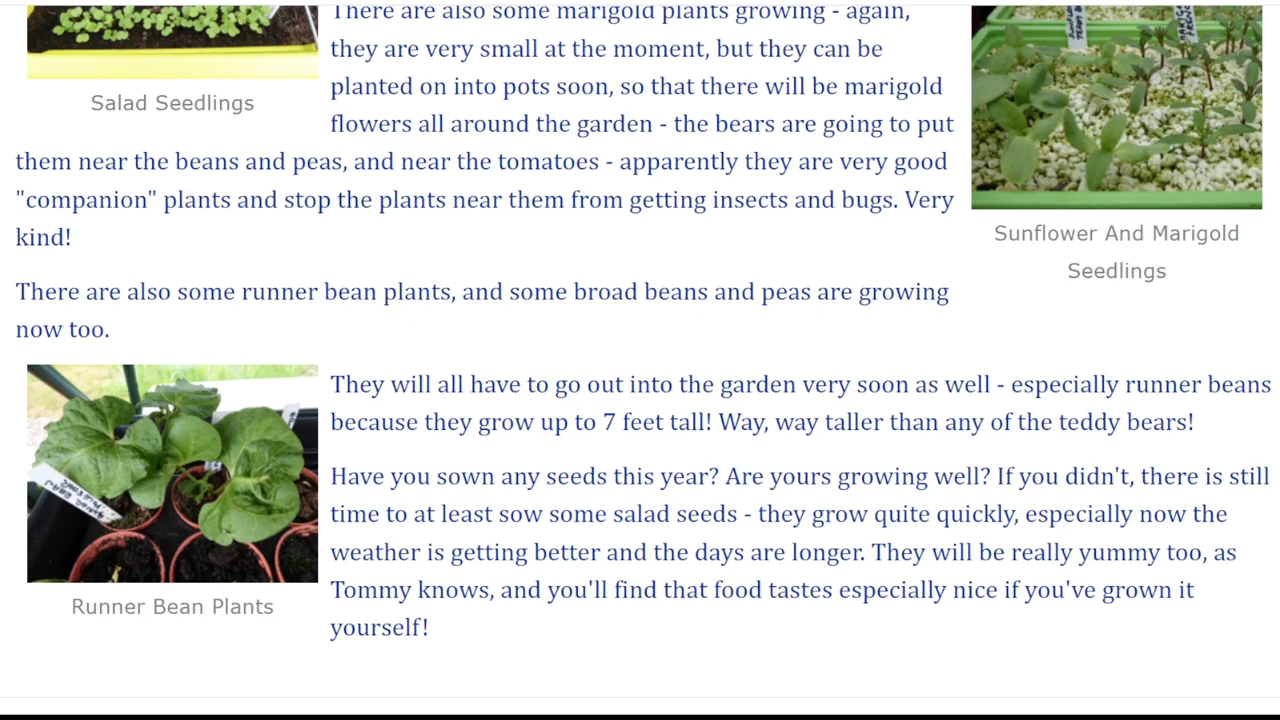 There are also some marigold plants growing - again,
they are very small at the moment, but they can be
planted on into pots soon, so that there will be marigold
flowers all around the garden - the bears are going to put
them near the beans and peas, and near the tomatoes - apparently they are very good
"companion" plants and stop the plants near them from getting insects and bugs. Very
kind!
Salad Seedlings
Sunflower And Marigold
Seedlings
There are also some runner bean plants, and some broad beans and peas are growing
now too.
They will all have to go out into the garden very soon as well - especially runner beans
because they grow up to 7 feet tall! Way, way taller than any of the teddy bears!
Have you sown any seeds this year? Are yours growing well? If you didn't, there is still
time to at least sow some salad seeds - they grow quite quickly, especially now the
weather is getting better and the days are longer. They will be really yummy too, as
Tommy knows, and you'll find that food tastes especially nice if you've grown it
yourself!
Runner Bean Plants